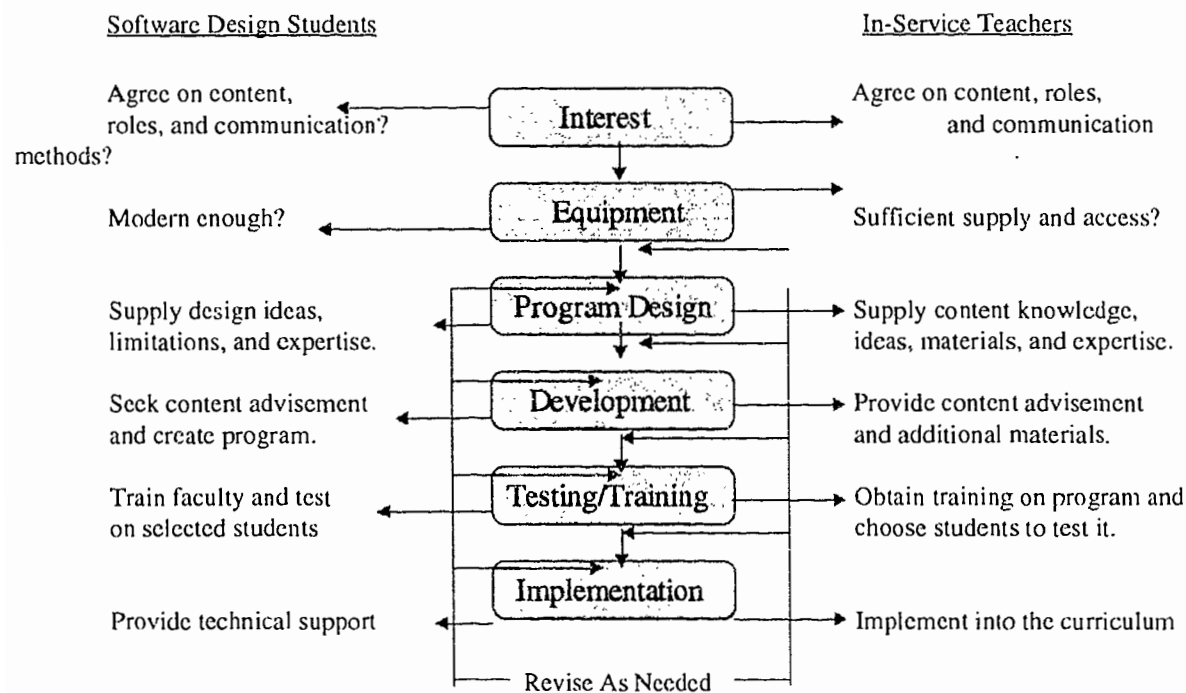 Software Design Students
In-Service Teachers
Agree on content,
roles, and communication?
methods?
Interest
Agree on content, roles,
and communication
Modern enough?
Equipment
Sufficient supply and access?
Supply design ideas,
limitations, and expertise.
Program Design
Supply content knowledge,
ideas, materials, and expertise.
Seek content advisement
and create program.
Development
Provide content advisement
and additional materials.
Train faculty and test
on selected students
Testing/Training
Obtain training on program and
choose students to test it.
Provide technical support
Implementation
Implement into the curriculum
Revise As Needed